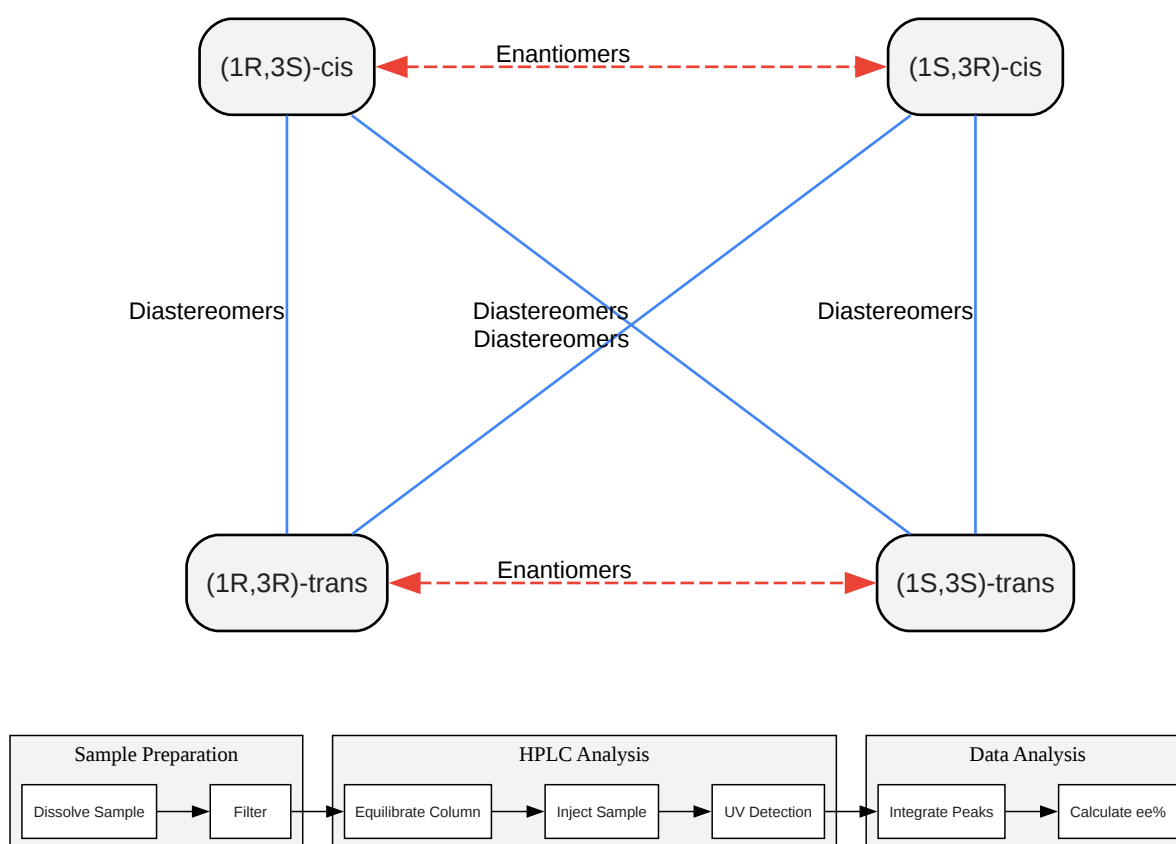 Enantiomers
(1R,3S)-cis
(1S,3R)-cis
Diastereomers
Diastereomers
Diastereomers
Diastereomers
Enantiomers
(1R,3R)-trans
(1S,3S)-trans
Sample Preparation
HPLC Analysis
Data Analysis
Dissolve Sample
Filter
Equilibrate Column
Inject Sample
UV Detection
Integrate Peaks
Calculate ee%